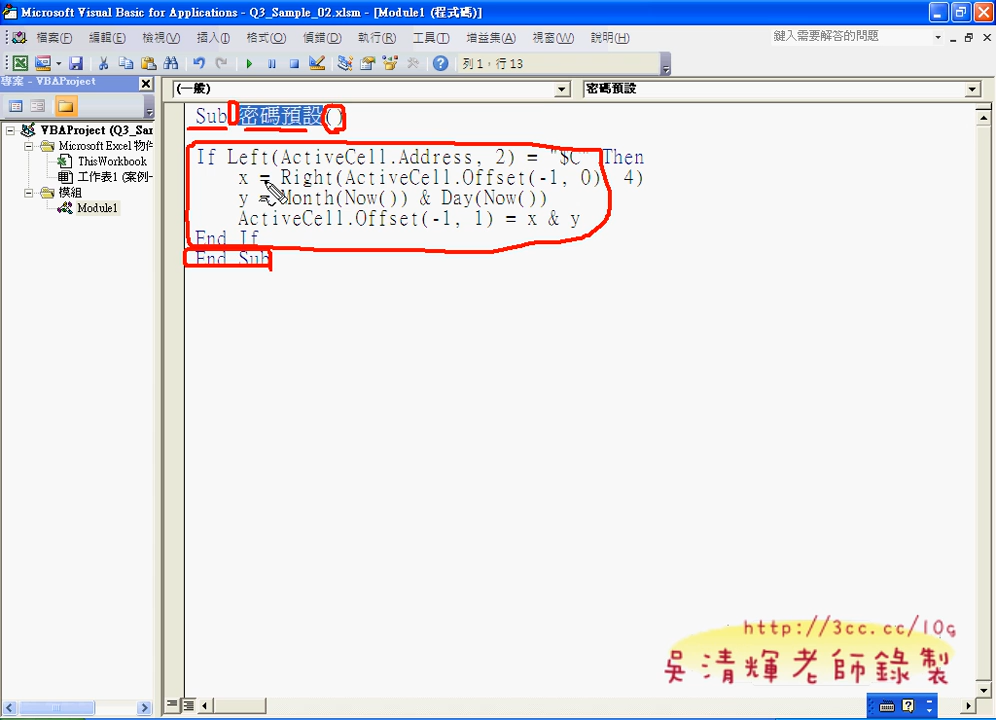 Microsoft Visual Basic for Applications - Q3_Sample_02.xlsm - [Module1 (程式碼)]
檔案(F) 編輯(E) 檢視(V) 插入(I) 格式(O) 偵錯(D) 執行(R) 工具(T) 增益集(A) 視窗(W) 說明(H) 鍵入需要解答的問題
列 1，行 13
專案 - VBAProject
(一般) 密碼預設
VBAProject (Q3_Sar
Microsoft Excel 物件
ThisWorkbook
工作表1 (案例-
模組
Module1
Sub 密碼預設()
If Left(ActiveCell.Address, 2) = "$C" Then
x = Right(ActiveCell.Offset(-1, 0), 4)
y = Month(Now()) & Day(Now())
ActiveCell.Offset(-1, 1) = x & y
End If
End Sub
http://3cc.cc/10g
吳清輝老師錄製